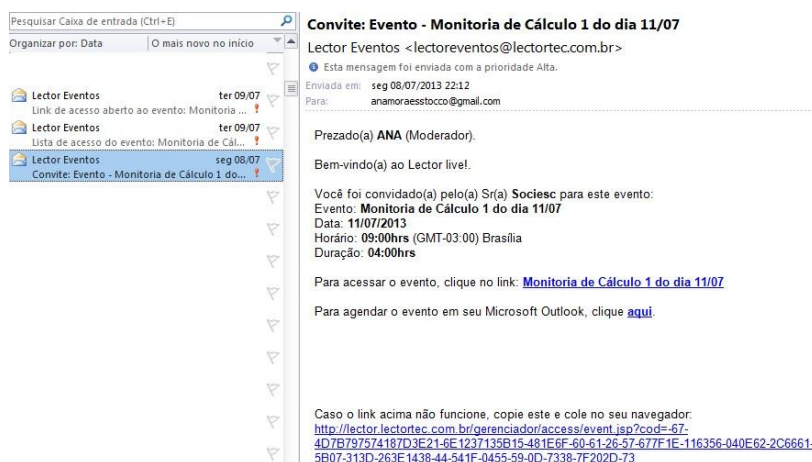 Pesquisar Caixa de entrada (Ctrl+E)
Organizar por: Data
O mais novo no início
Lector Eventos
ter 09/07
Link de acesso aberto ao evento: Monitoria ...
Lector Eventos
ter 09/07
Lista de acesso do evento: Monitoria de Cál...
Lector Eventos
seg 08/07
Convite: Evento - Monitoria de Cálculo 1 do...
Convite: Evento - Monitoria de Cálculo 1 do dia 11/07
Lector Eventos <lectoreventos@lectortec.com.br>
Esta mensagem foi enviada com a prioridade Alta.
Enviada em: seg 08/07/2013 22:12
Para: anamoraesstocco@gmail.com
Prezado(a) ANA (Moderador).
Bem-vindo(a) ao Lector live!.
Você foi convidado(a) pelo(a) Sr(a) Sociesc para este evento:
Evento: Monitoria de Cálculo 1 do dia 11/07
Data: 11/07/2013
Horário: 09:00hrs (GMT-03:00) Brasília
Duração: 04:00hrs
Para acessar o evento, clique no link: Monitoria de Cálculo 1 do dia 11/07
Para agendar o evento em seu Microsoft Outlook, clique aqui.
Caso o link acima não funcione, copie este e cole no seu navegador:
http://lector.lectortec.com.br/gerenciador/access/event.jsp?cod=-67-
4D7B797574187D3E21-6E1237135B15-481E6F-60-61-26-57-677F1E-116356-040E62-2C6661-
5B07-313D-263E1438-44-541F-0455-59-0D-7338-7F202D-73